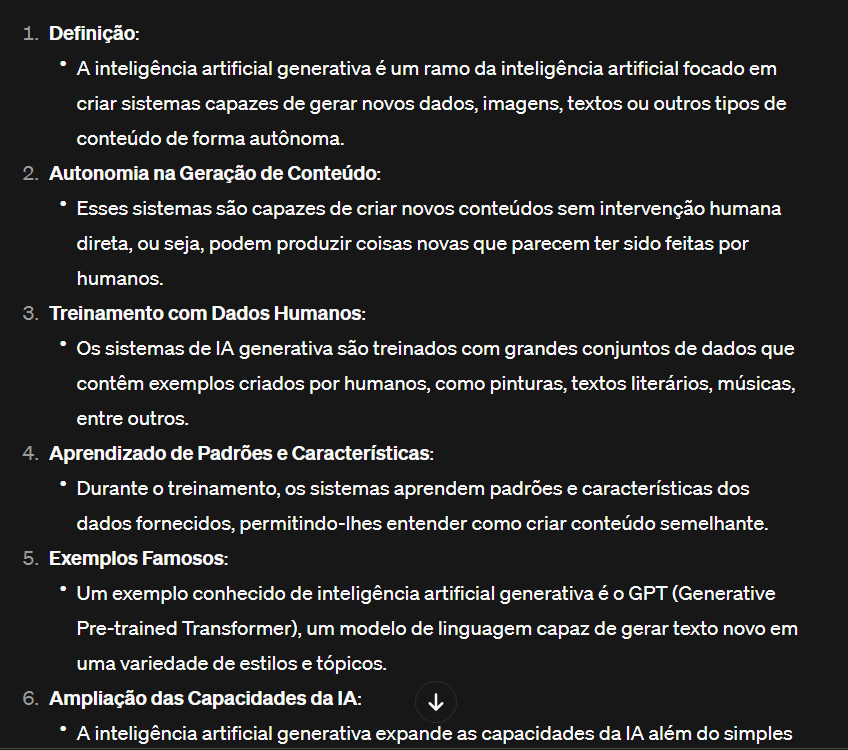 1. Definição:
• A inteligência artificial generativa é um ramo da inteligência artificial focado em
criar sistemas capazes de gerar novos dados, imagens, textos ou outros tipos de
conteúdo de forma autônoma.
2. Autonomia na Geração de Conteúdo:
• Esses sistemas são capazes de criar novos conteúdos sem intervenção humana
direta, ou seja, podem produzir coisas novas que parecem ter sido feitas por
humanos.
3. Treinamento com Dados Humanos:
• Os sistemas de IA generativa são treinados com grandes conjuntos de dados que
contêm exemplos criados por humanos, como pinturas, textos literários, músicas,
entre outros.
4. Aprendizado de Padrões e Características:
• Durante o treinamento, os sistemas aprendem padrões e características dos
dados fornecidos, permitindo-lhes entender como criar conteúdo semelhante.
5. Exemplos Famosos:
• Um exemplo conhecido de inteligência artificial generativa é o GPT (Generative
Pre-trained Transformer), um modelo de linguagem capaz de gerar texto novo em
uma variedade de estilos e tópicos.
6. Ampliação das Capacidades da IA:
• A inteligência artificial generativa expande as capacidades da IA além do simples